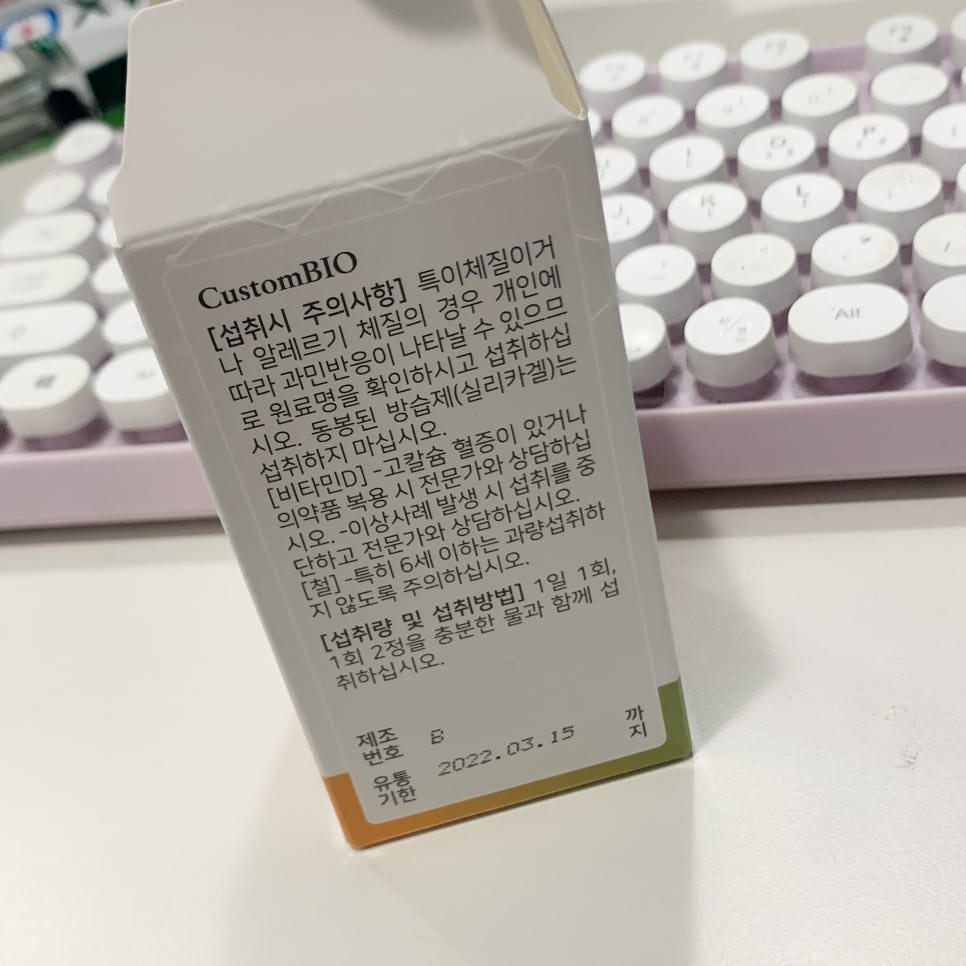 CustomBIO
[섭취시 주의사항] 특이체질이거
나 알레르기 체질의 경우 개인에
따라 과민반응이 나타날 수 있으므
로 원료명을 확인하시고 섭취하십
시오. 동봉된 방습제(실리카겔)는
섭취하지 마십시오.
[비타민D] -고칼슘 혈증이 있거나
의약품 복용 시 전문가와 상담하십
시오. -이상사례 발생 시 섭취를 중
단하고 전문가와 상담하십시오.
[철] -특히 6세 이하는 과량섭취하
지 않도록 주의하십시오.
[섭취량 및 섭취방법] 1일 1회,
1회 2정을 충분한 물과 함께 섭
취하십시오.
제조
번호
B
유통
기한
2022.03.15
까
지
F9
O
P
J
K
L
Alt